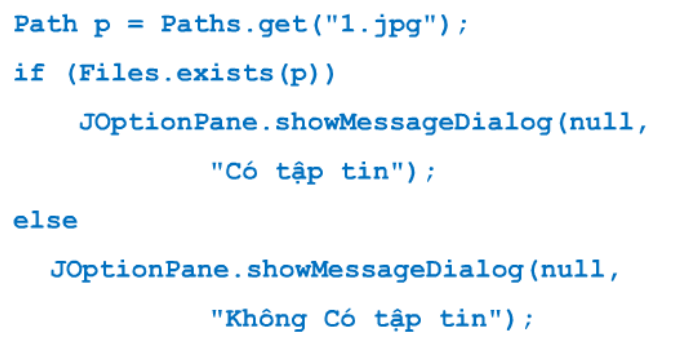 Path p = Paths.get("1.jpg");
if (Files.exists(p))
JOptionPane.showMessageDialog(null,
"Có tập tin");
else
JOptionPane.showMessageDialog(null,
"Không Có tập tin");